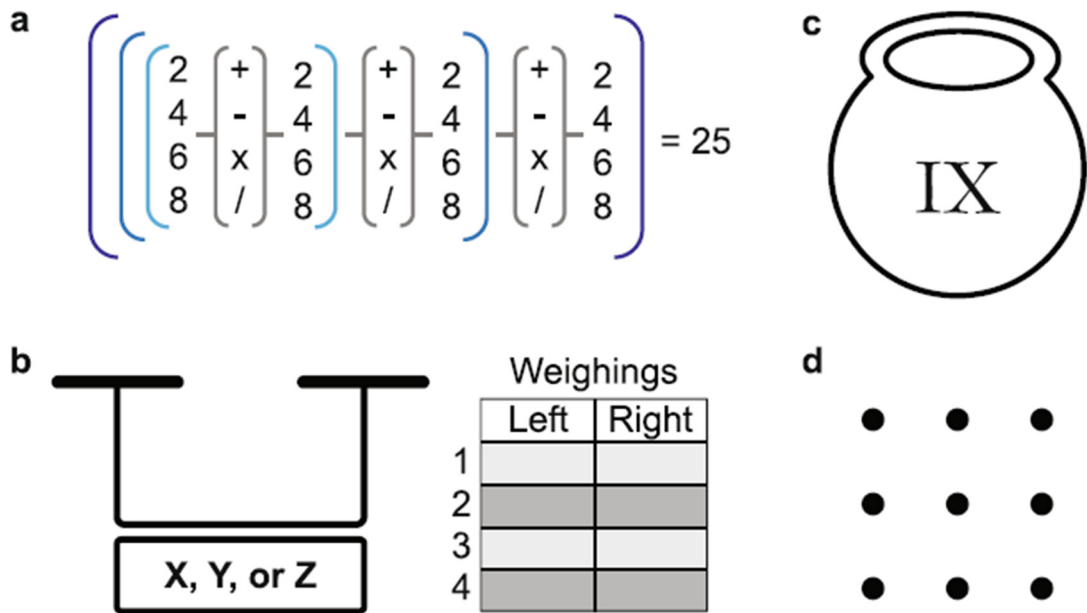 a
2 + 2 + 2 + 2
4 - 4 - 4 - 4
= 25
6 x 6 x 6 x 6
8 / 8 / 8 / 8
c
IX
b
X, Y, or Z
Weighings
Left Right
1
2
3
4
d